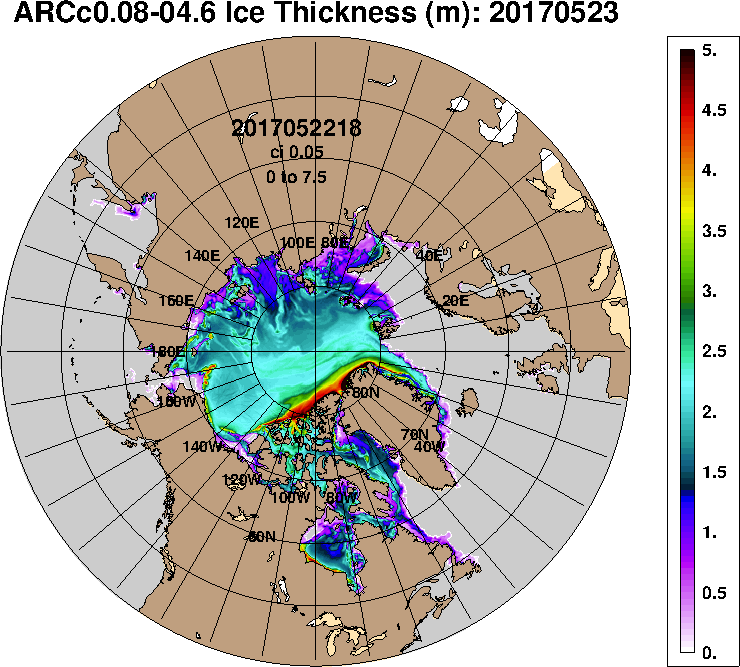 ARCc0.08-04.6 Ice Thickness (m): 20170523
2017052218
ci 0.05
0 to 7.5
120E
100E 80E
140E
40E
160E
20E
180E
160W
80N
140W
70N
40W
120W
100W
80W
60N
5.
4.5
4.
3.5
3.
2.5
2.
1.5
1.
0.5
0.